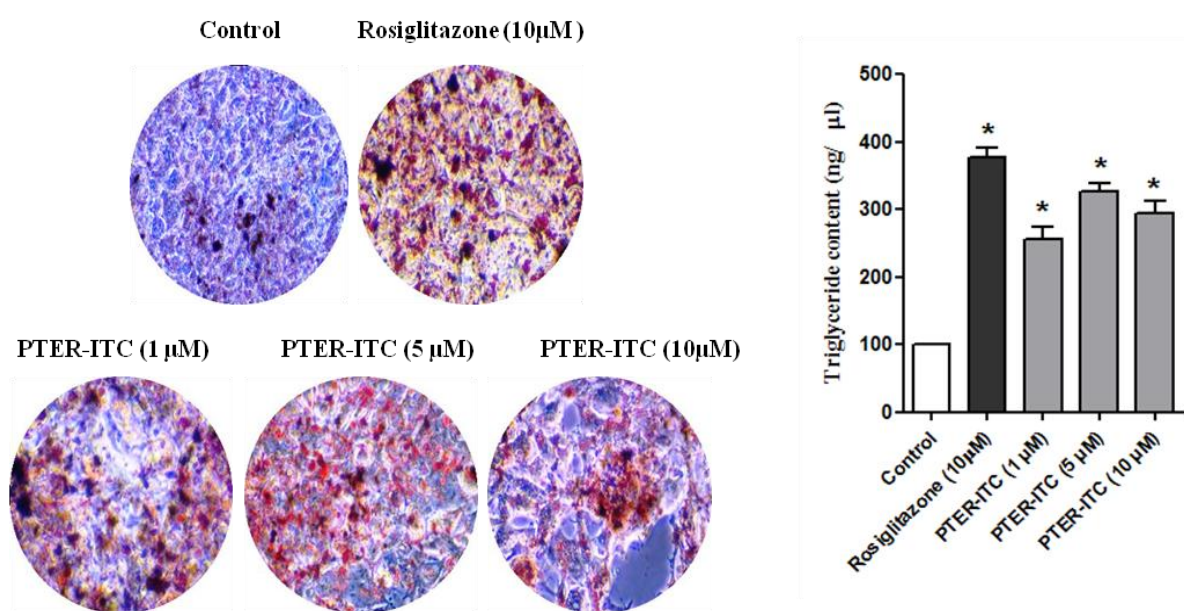 Control
Rosiglitazone (10µM )
PTER-ITC (1 µM)
PTER-ITC (5 µM)
PTER-ITC (10µM)
Triglyceride content (ng/ µl)
500
400
300
200
100
0
*
*
*
*
Control
Rosiglitazone (10µM)
PTER-ITC (1 µM)
PTER-ITC (5 µM)
PTER-ITC (10 µM)